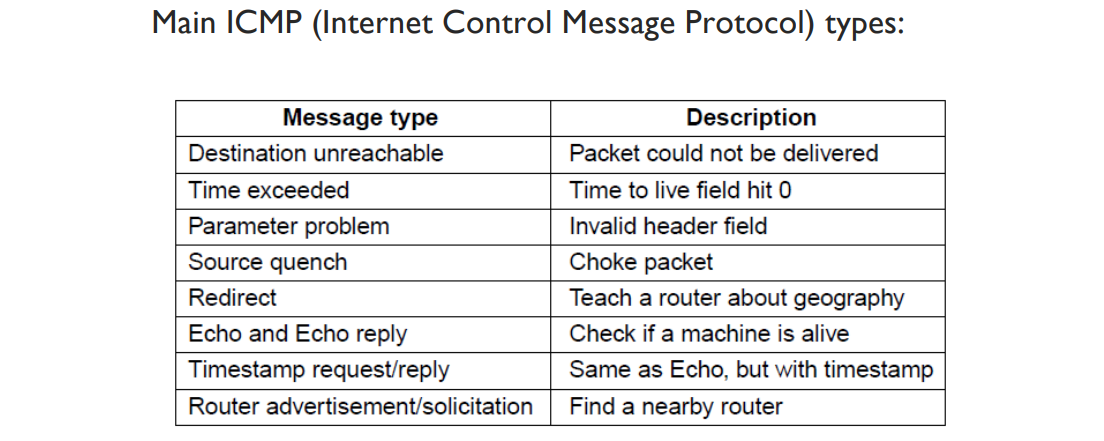 Main ICMP (Internet Control Message Protocol) types:
Message type Description
Destination unreachable Packet could not be delivered
Time exceeded Time to live field hit 0
Parameter problem Invalid header field
Source quench Choke packet
Redirect Teach a router about geography
Echo and Echo reply Check if a machine is alive
Timestamp request/reply Same as Echo, but with timestamp
Router advertisement/solicitation Find a nearby router